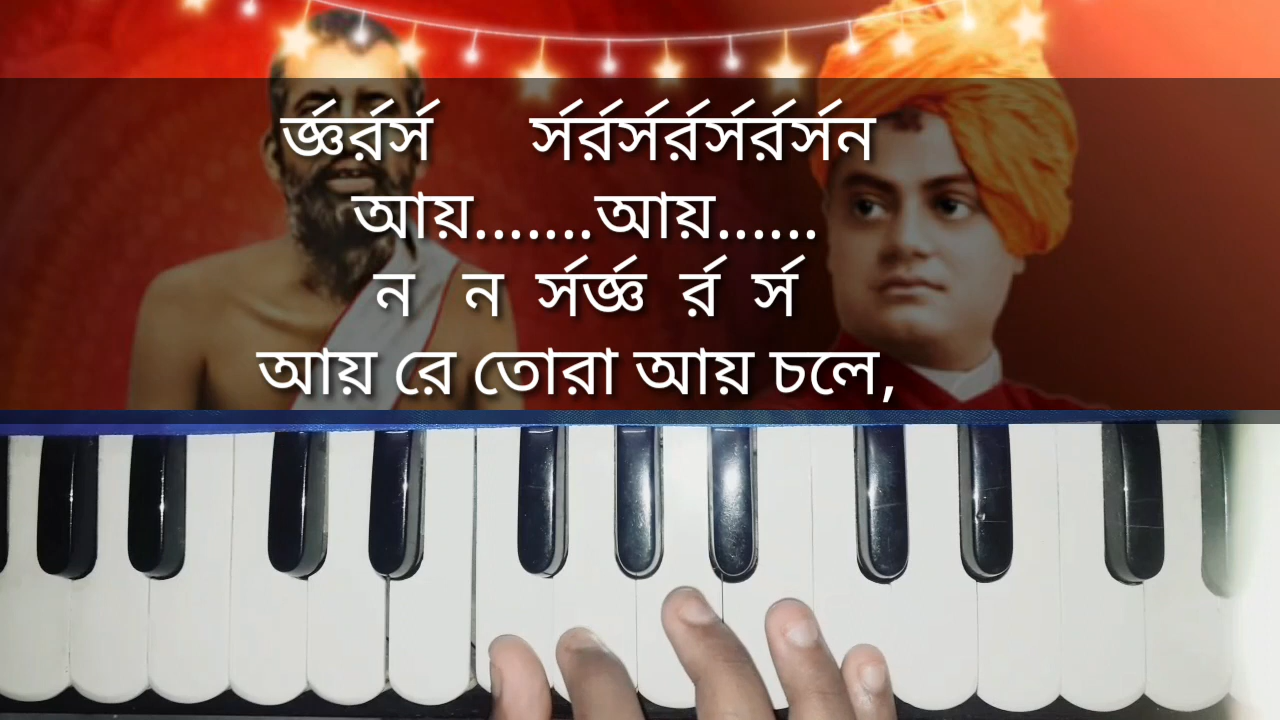 র্জ্ঞর্রর্স র্সর্রর্সর্রর্সর্রর্সন
আয়.......আয়......
ন ন র্সর্জ্ঞ র্র র্স
আয় রে তোরা আয় চলে,